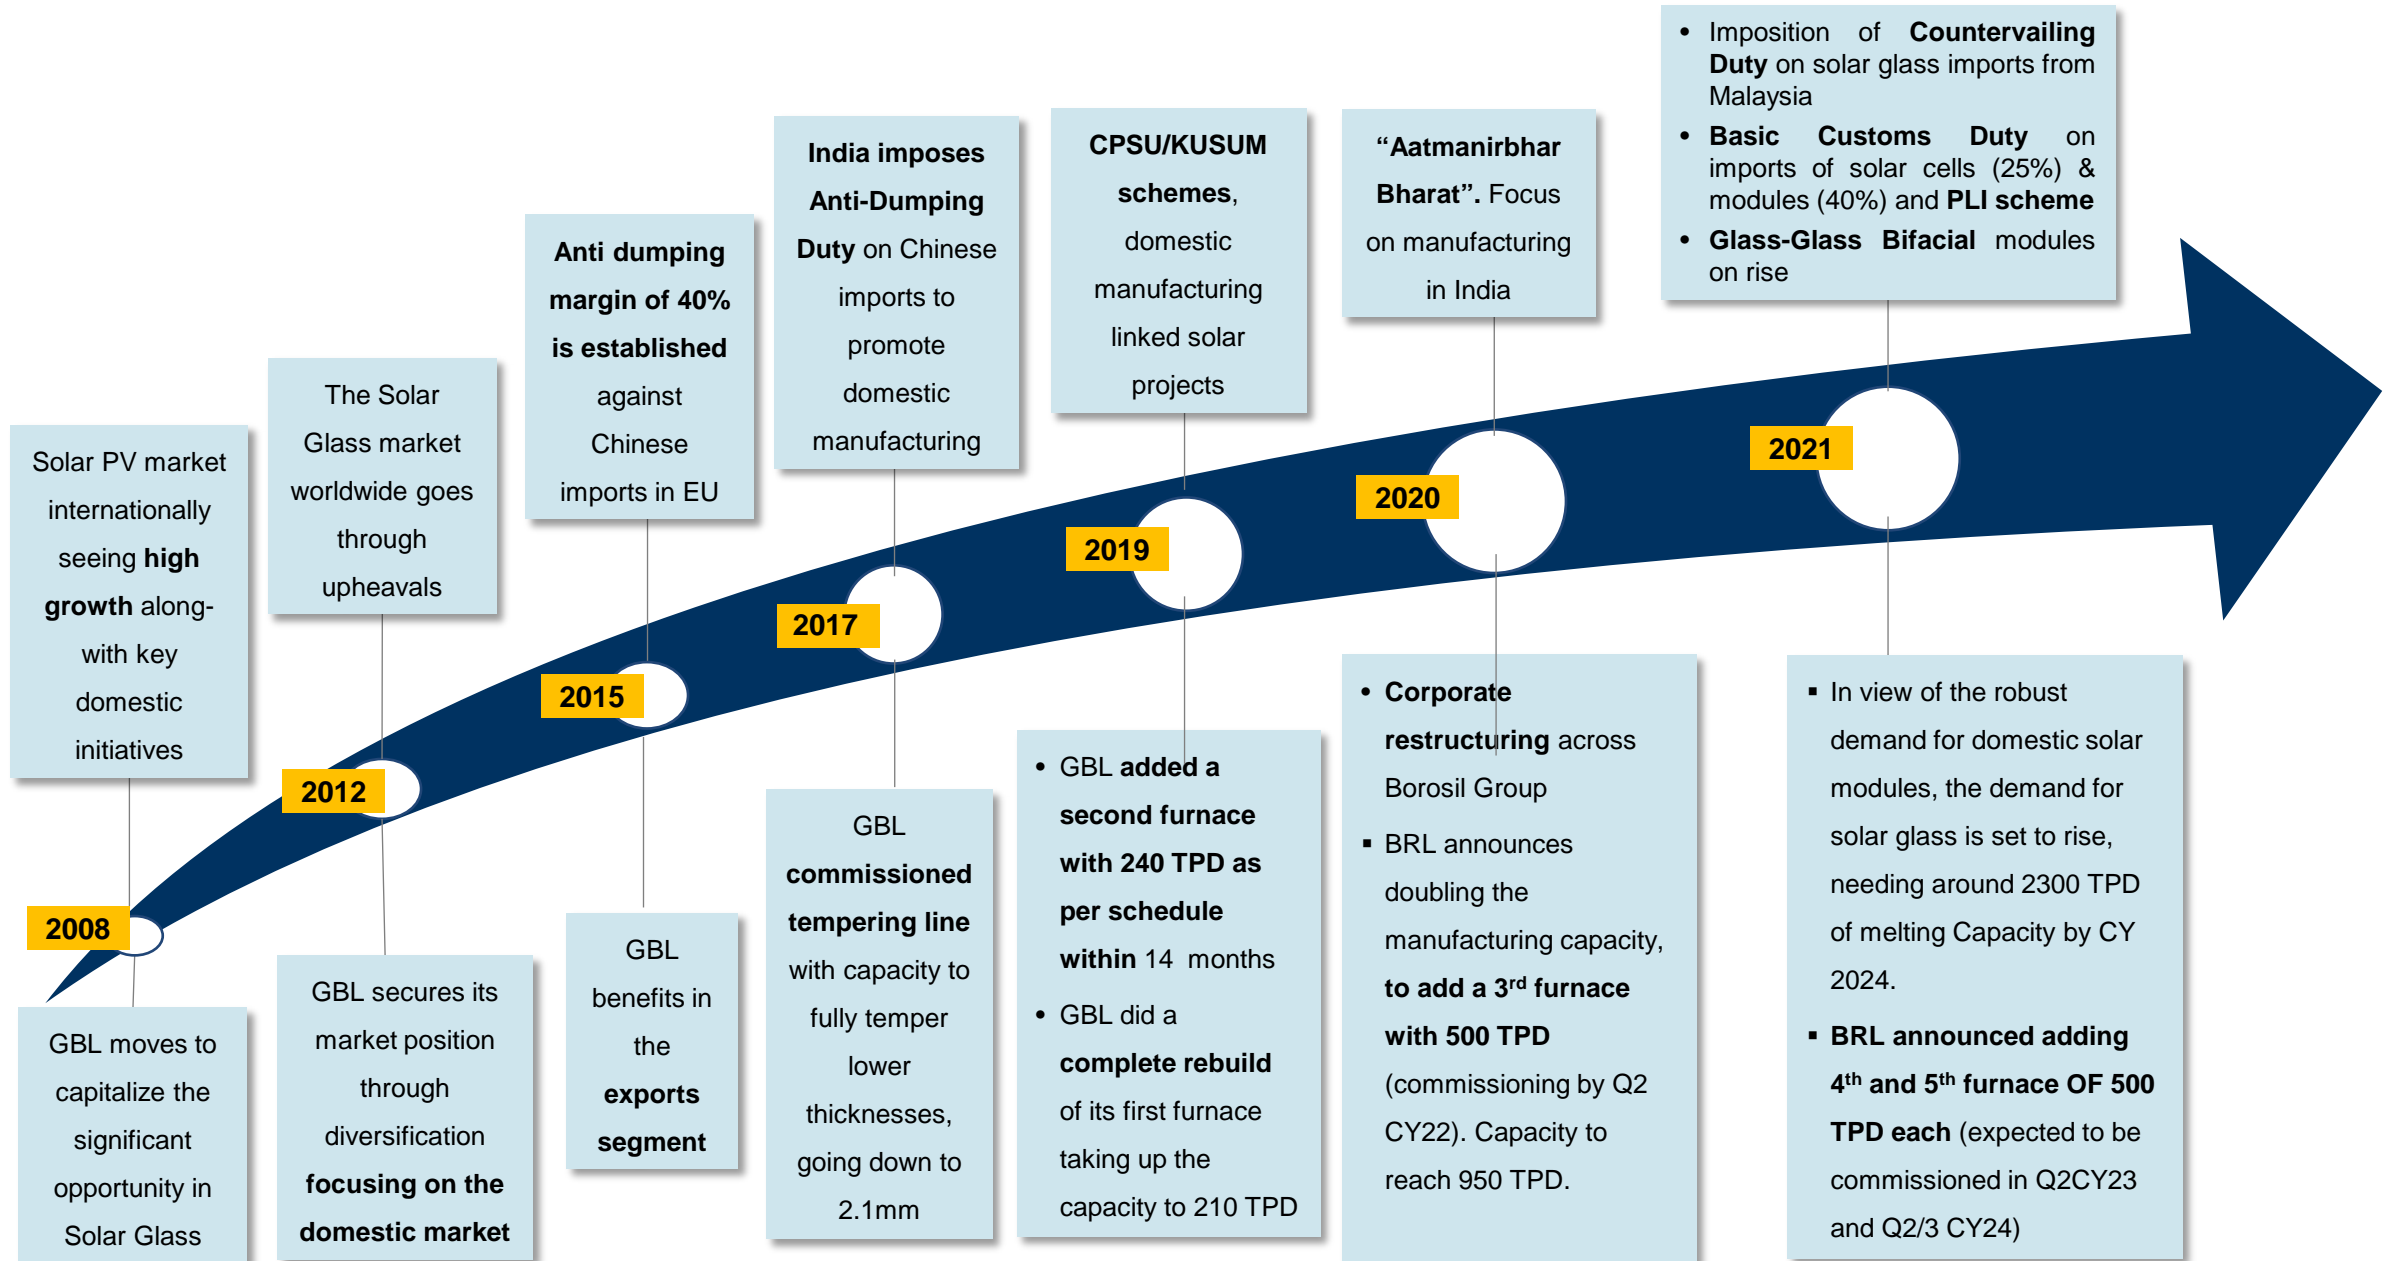 Solar PV market
internationally
seeing high
growth along-
with key
domestic
initiatives
2008
GBL moves to
capitalize the
significant
opportunity in
Solar Glass
The Solar
Glass market
worldwide goes
through
upheavals
2012
GBL secures its
market position
through
diversification
focusing on the
domestic market
Anti dumping
margin of 40%
is established
against
Chinese
imports in EU
2015
GBL
benefits in
the
exports
segment
India imposes
Anti-Dumping
Duty on Chinese
imports to
promote
domestic
manufacturing
2017
GBL
commissioned
tempering line
with capacity to
fully temper
lower
thicknesses,
going down to
2.1mm
CPSU/KUSUM
schemes,
domestic
manufacturing
linked solar
projects
2019
• GBL added a
second furnace
with 240 TPD as
per schedule
within 14 months
• GBL did a
complete rebuild
of its first furnace
taking up the
capacity to 210 TPD
“Aatmanirbhar
Bharat”. Focus
on manufacturing
in India
2020
• Corporate
restructuring across
Borosil Group
▪ BRL announces
doubling the
manufacturing capacity,
to add a 3rd furnace
with 500 TPD
(commissioning by Q2
CY22). Capacity to
reach 950 TPD.
• Imposition of Countervailing
Duty on solar glass imports from
Malaysia
• Basic Customs Duty on
imports of solar cells (25%) &
modules (40%) and PLI scheme
• Glass-Glass Bifacial modules
on rise
2021
▪ In view of the robust
demand for domestic solar
modules, the demand for
solar glass is set to rise,
needing around 2300 TPD
of melting Capacity by CY
2024.
▪ BRL announced adding
4th and 5th furnace OF 500
TPD each (expected to be
commissioned in Q2CY23
and Q2/3 CY24)